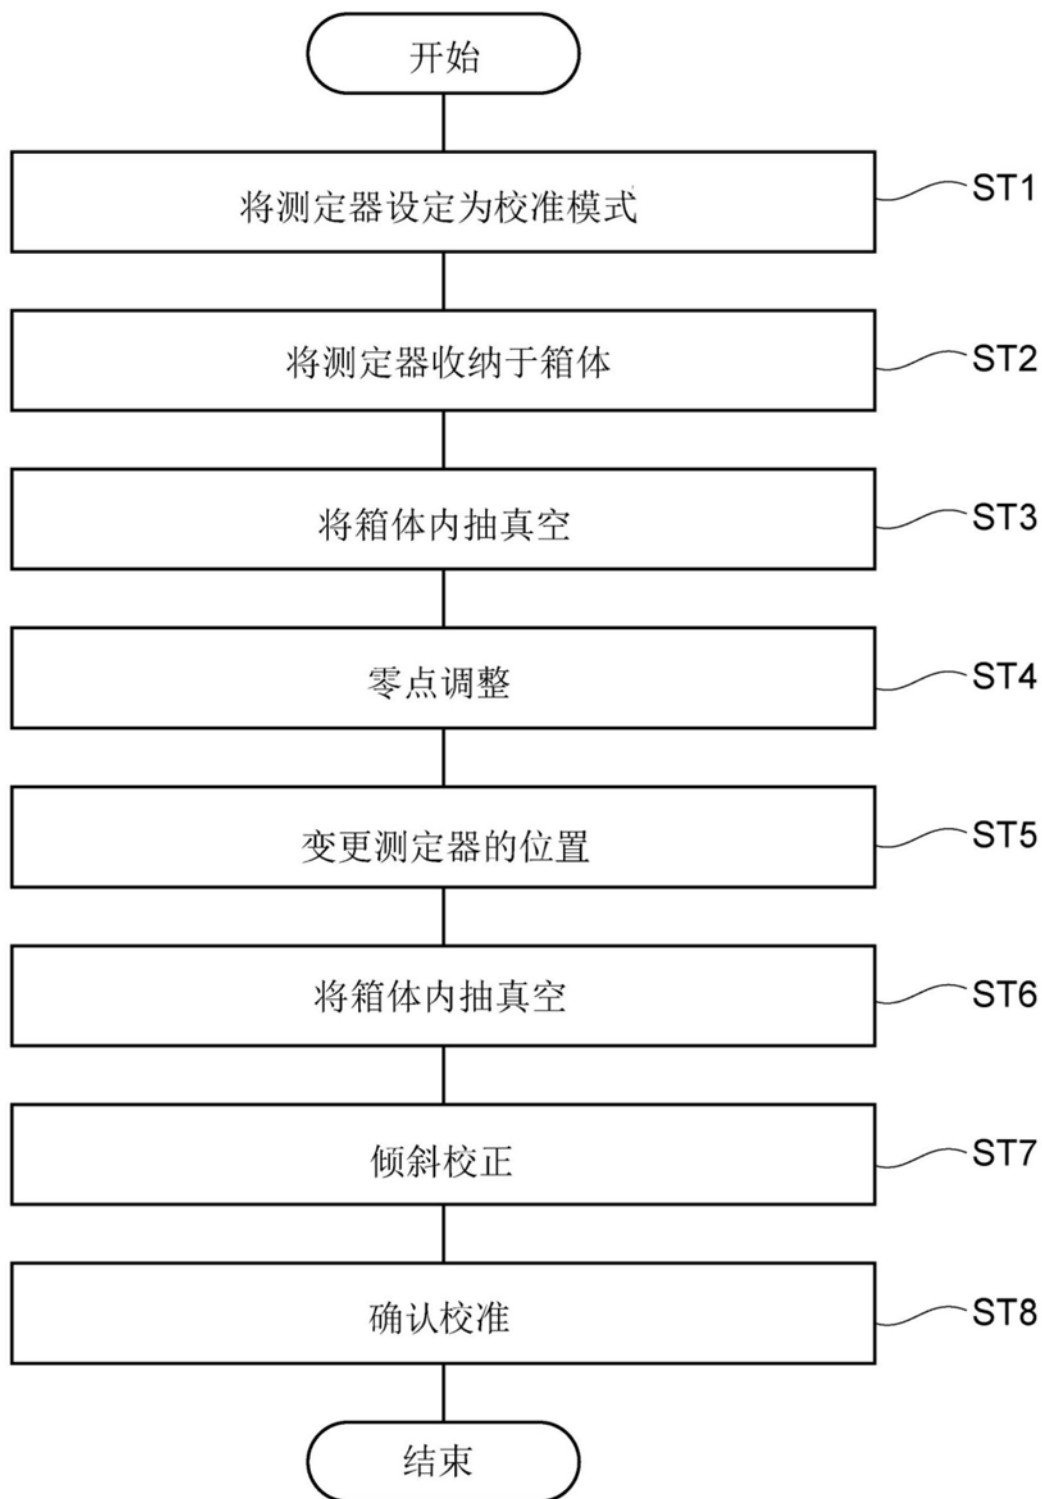 开始
将测定器设定为校准模式
ST1
将测定器收纳于箱体
ST2
将箱体内抽真空
ST3
零点调整
ST4
变更测定器的位置
ST5
将箱体内抽真空
ST6
倾斜校正
ST7
确认校准
ST8
结束